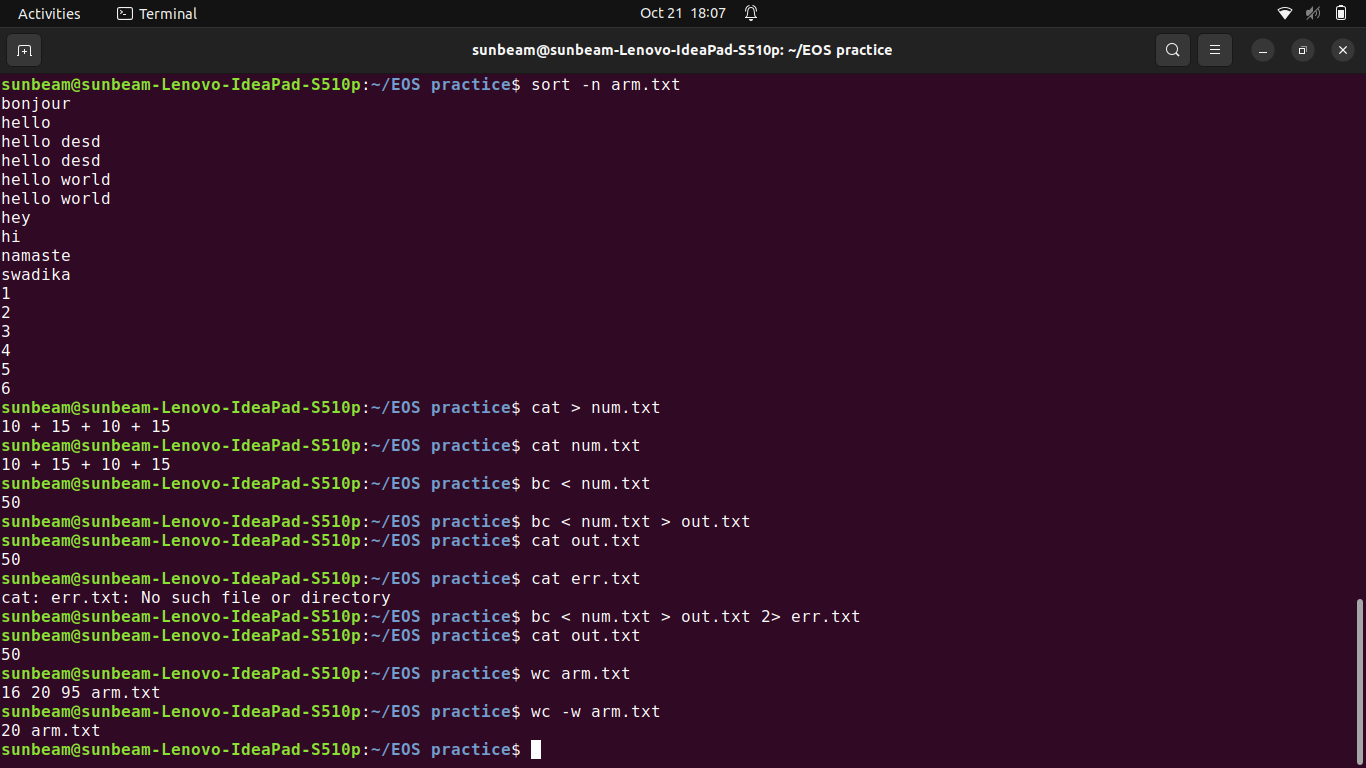 Activities Terminal Oct 21 18:07
sunbeam@sunbeam-Lenovo-IdeaPad-S510p: ~/EOS practice
sunbeam@sunbeam-Lenovo-IdeaPad-S510p:~/EOS practice$ sort -n arm.txt
bonjour
hello
hello desd
hello desd
hello world
hello world
hey
hi
namaste
swadika
1
2
3
4
5
6
sunbeam@sunbeam-Lenovo-IdeaPad-S510p:~/EOS practice$ cat > num.txt
10 + 15 + 10 + 15
sunbeam@sunbeam-Lenovo-IdeaPad-S510p:~/EOS practice$ cat num.txt
10 + 15 + 10 + 15
sunbeam@sunbeam-Lenovo-IdeaPad-S510p:~/EOS practice$ bc < num.txt
50
sunbeam@sunbeam-Lenovo-IdeaPad-S510p:~/EOS practice$ bc < num.txt > out.txt
sunbeam@sunbeam-Lenovo-IdeaPad-S510p:~/EOS practice$ cat out.txt
50
sunbeam@sunbeam-Lenovo-IdeaPad-S510p:~/EOS practice$ cat err.txt
cat: err.txt: No such file or directory
sunbeam@sunbeam-Lenovo-IdeaPad-S510p:~/EOS practice$ bc < num.txt > out.txt 2> err.txt
sunbeam@sunbeam-Lenovo-IdeaPad-S510p:~/EOS practice$ cat out.txt
50
sunbeam@sunbeam-Lenovo-IdeaPad-S510p:~/EOS practice$ wc arm.txt
16 20 95 arm.txt
sunbeam@sunbeam-Lenovo-IdeaPad-S510p:~/EOS practice$ wc -w arm.txt
20 arm.txt
sunbeam@sunbeam-Lenovo-IdeaPad-S510p:~/EOS practice$